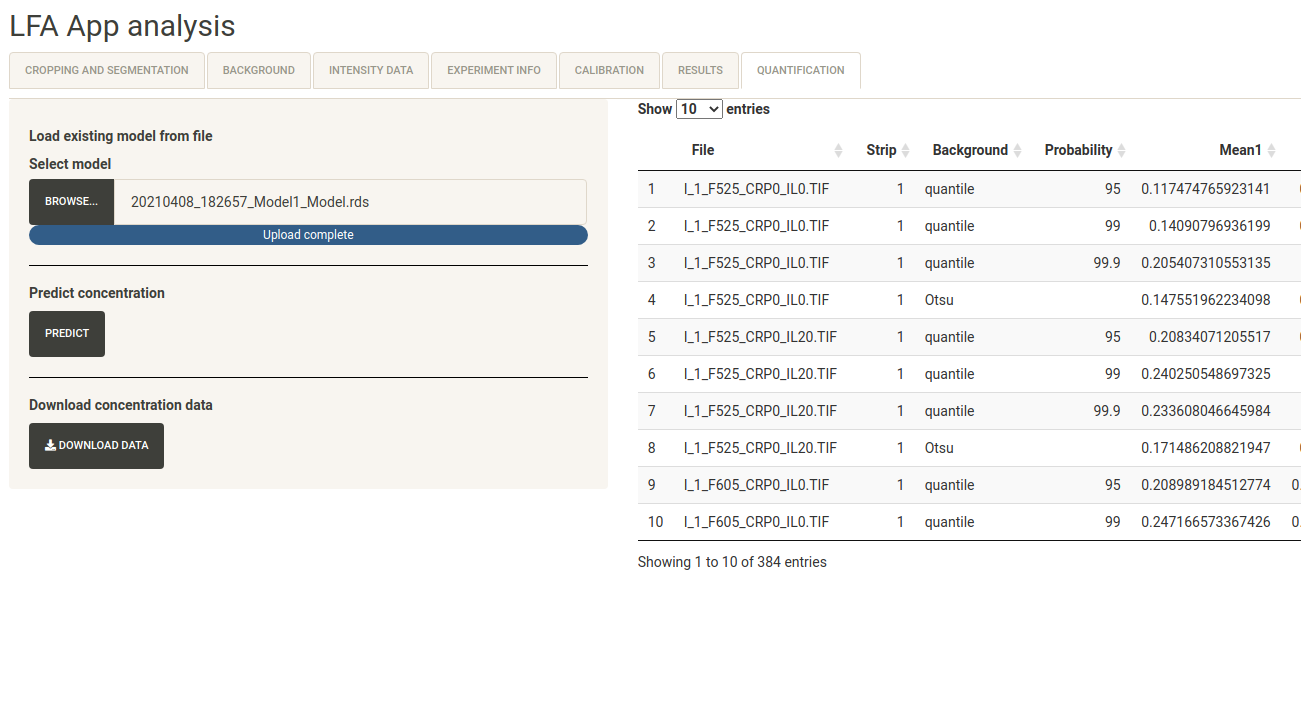 LFA App analysis
CROPPING AND SEGMENTATION BACKGROUND INTENSITY DATA EXPERIMENT INFO CALIBRATION RESULTS QUANTIFICATION
Load existing model from file
Select model
BROWSE... 20210408_182657_Model1_Model.rds
Upload complete
Predict concentration
PREDICT
Download concentration data
DOWNLOAD DATA
Show 10 entries
File Strip Background Probability Mean1
1 I_1_F525_CRP0_IL0.TIF 1 quantile 95 0.117474765923141
2 I_1_F525_CRP0_IL0.TIF 1 quantile 99 0.14090796936199
3 I_1_F525_CRP0_IL0.TIF 1 quantile 99.9 0.205407310553135
4 I_1_F525_CRP0_IL0.TIF 1 Otsu 0.147551962234098
5 I_1_F525_CRP0_IL20.TIF 1 quantile 95 0.20834071205517
6 I_1_F525_CRP0_IL20.TIF 1 quantile 99 0.240250548697325
7 I_1_F525_CRP0_IL20.TIF 1 quantile 99.9 0.233608046645984
8 I_1_F525_CRP0_IL20.TIF 1 Otsu 0.171486208821947
9 I_1_F605_CRP0_IL0.TIF 1 quantile 95 0.208989184512774 0.
10 I_1_F605_CRP0_IL0.TIF 1 quantile 99 0.247166573367426 0.
Showing 1 to 10 of 384 entries